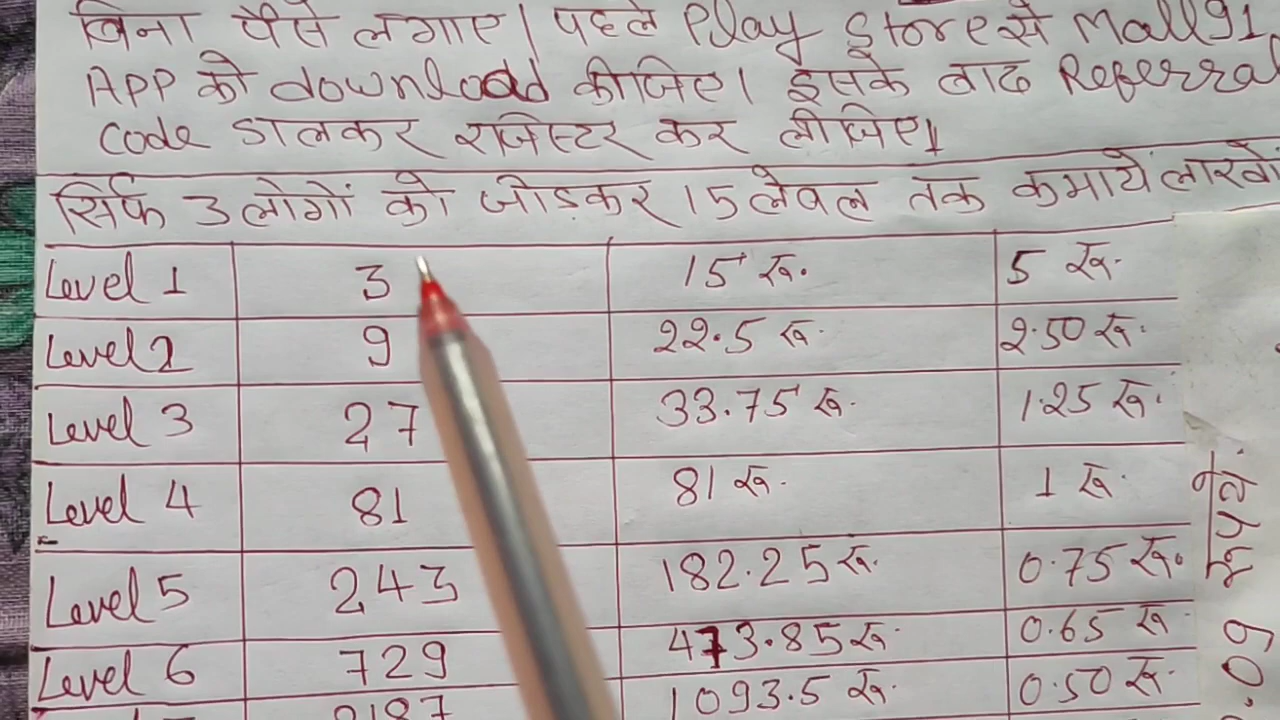 बिना पैसे लगाए। पहले Play Store से Mall91
APP को download कीजिए। इसके बाद Referral
Code डालकर रजिस्टर कर लीजिए।
सिर्फ 3 लोगों को जोड़कर 15 लेवल तक कमायें लाखों
Level 1 3 15 रू. 5 रू.
Level 2 9 22.5 रू. 2.50 रू.
Level 3 27 33.75 रू. 1.25 रू.
Level 4 81 81 रू. 1 रू.
Level 5 243 182.25 रू. 0.75 रू.
Level 6 729 473.85 रू. 0.65 रू.
2187 1093.5 रू. 0.50 रू.